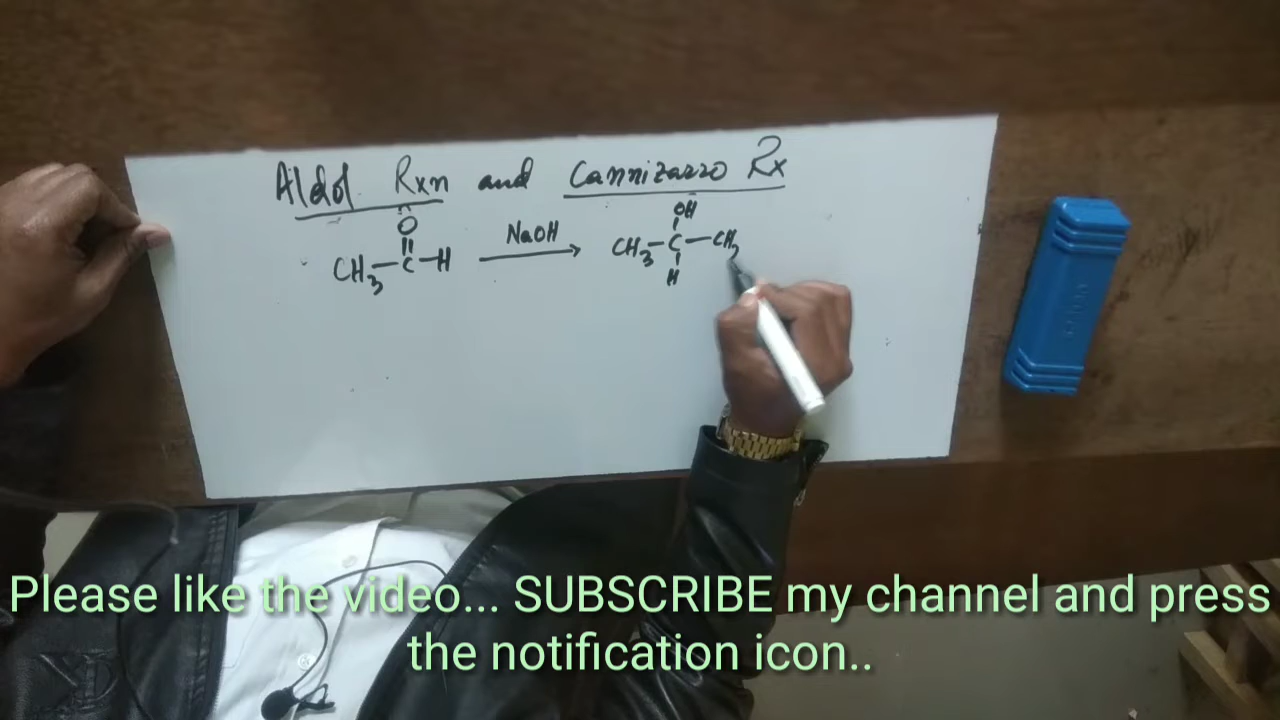 Aldol Rxn and Cannizasso Rx
O OH
CH3-C-H NaOH CH3-C-CH3
H
Please like the video... SUBSCRIBE my channel and press
the notification icon..